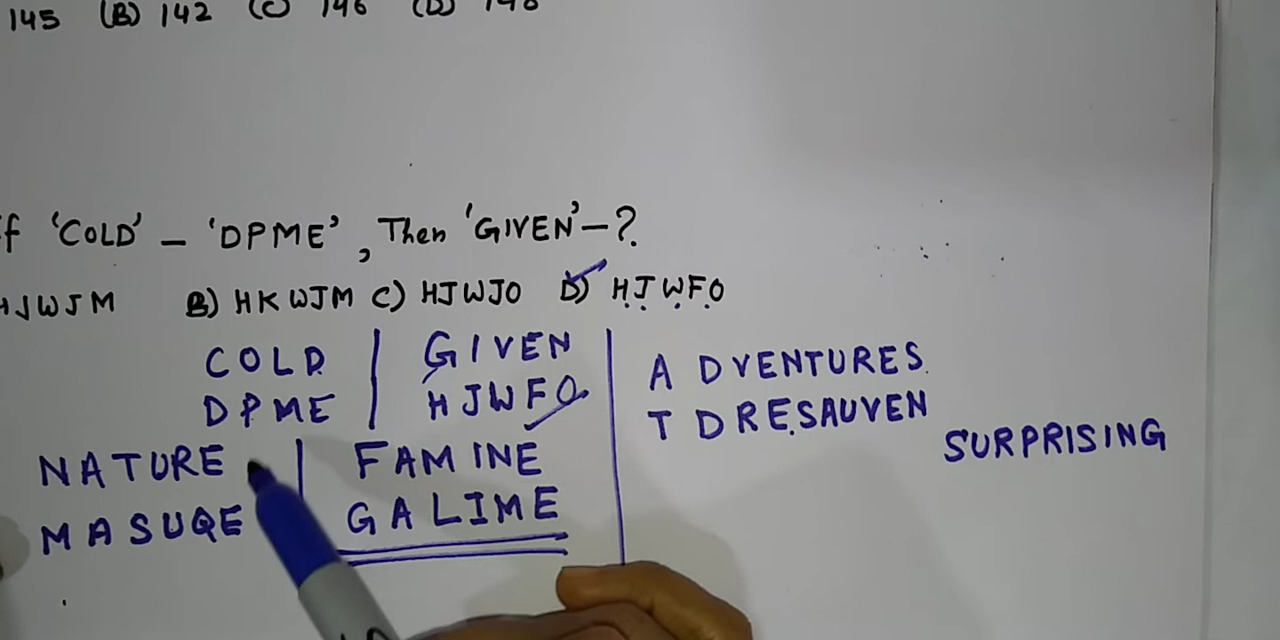 145 (B) 142 (C) 146 (D) 148
If 'COLD' – 'DPME', Then 'GIVEN' – ?
HJWJM B) HKWJM C) HJWJO D) HJWFO
COLD GIVEN ADVENTURES
DPME HJWFO TDRESAUVEN
NATURE FAMINE SURPRISING
MASUQE GALIME